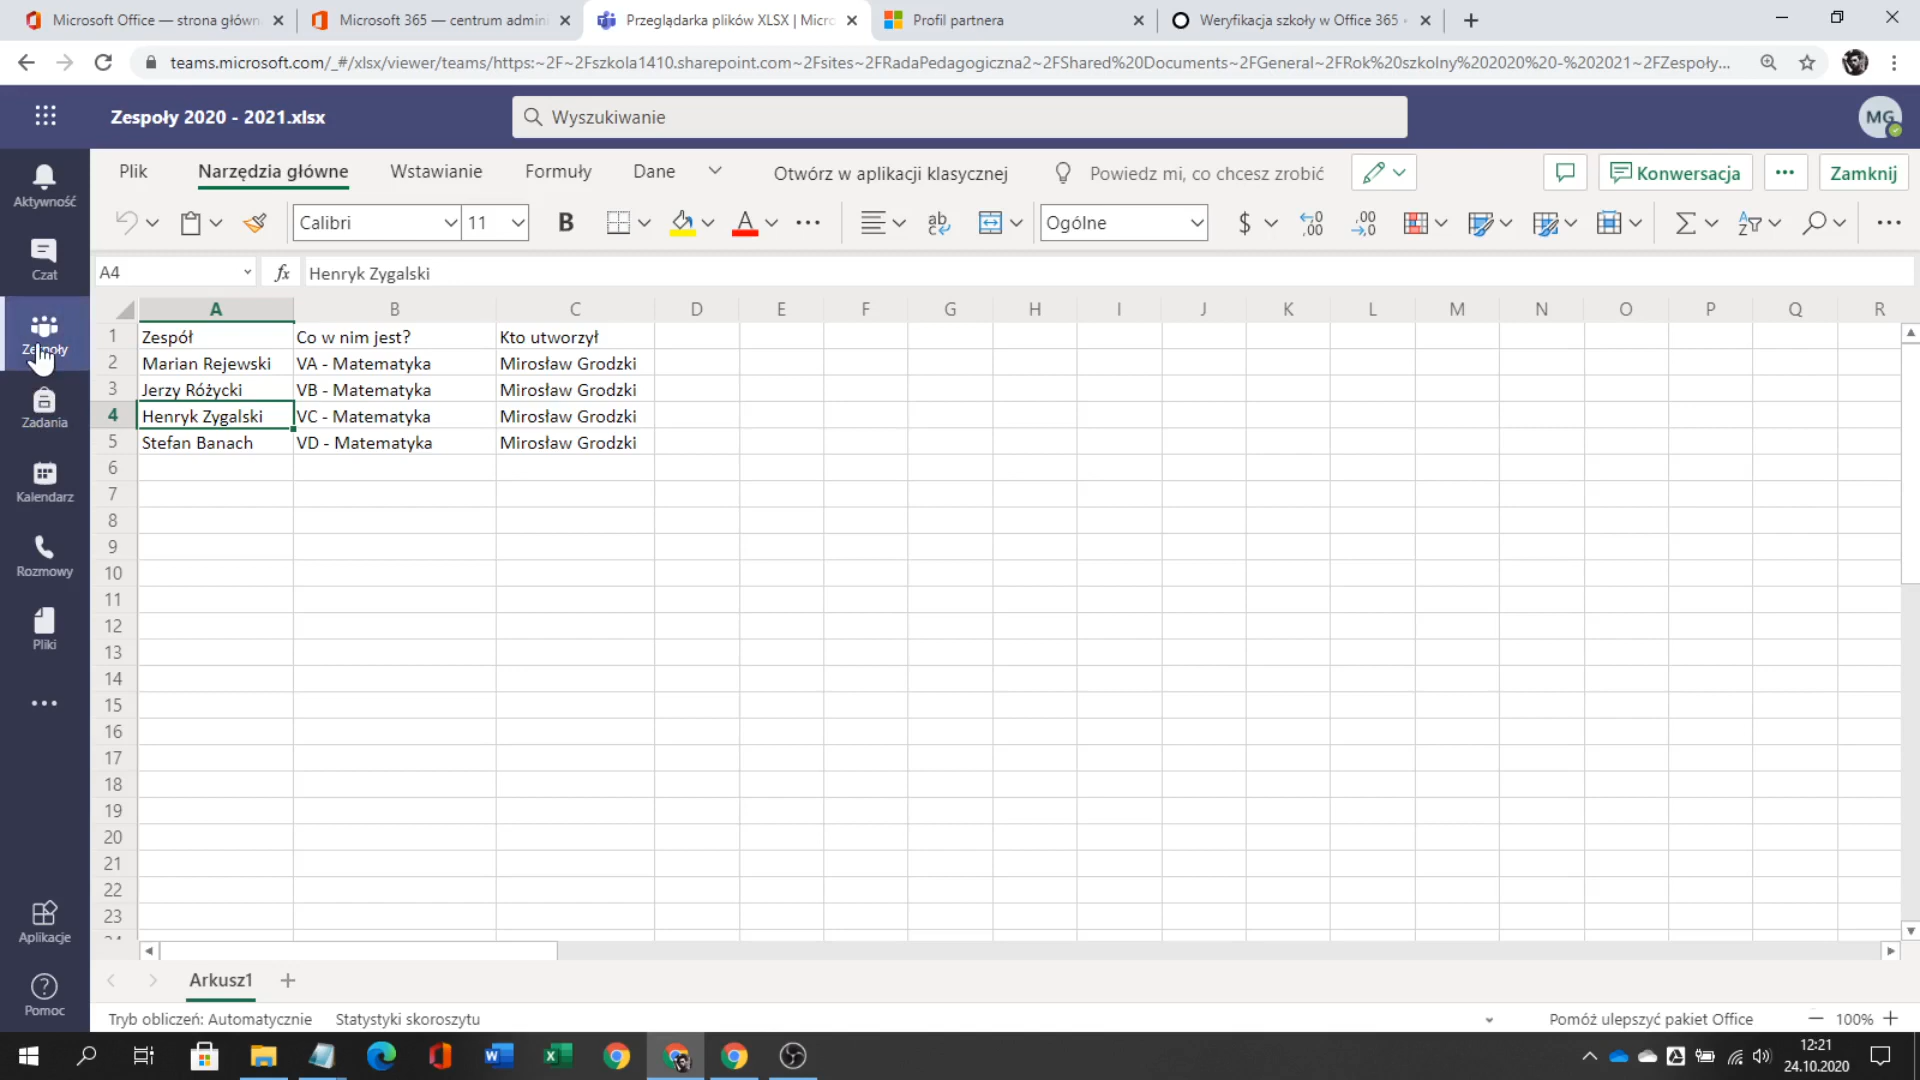 Microsoft Office — strona główn
Microsoft 365 — centrum admini
Przeglądarka plików XLSX | Micro
Profil partnera
Weryfikacja szkoły w Office 365
teams.microsoft.com/_#/xlsx/viewer/teams/https:~2F~2Fszkola1410.sharepoint.com~2Fsites~2FRadaPedagogiczna2~2FShared%20Documents~2FGeneral~2FRok%20szkolny%202020%20-%202021~2FZespoły...
Zespoły 2020 - 2021.xlsx
Wyszukiwanie
MG
Plik
Narzędzia główne
Wstawianie
Formuły
Dane
Otwórz w aplikacji klasycznej
Powiedz mi, co chcesz zrobić
Konwersacja
Zamknij
Calibri
11
B
Ogólne
A4
fx
Henryk Zygalski
A B C D E F G H I J K L M N O P Q R
1 Zespół Co w nim jest? Kto utworzył
2 Marian Rejewski VA - Matematyka Mirosław Grodzki
3 Jerzy Różycki VB - Matematyka Mirosław Grodzki
4 Henryk Zygalski VC - Matematyka Mirosław Grodzki
5 Stefan Banach VD - Matematyka Mirosław Grodzki
6
7
8
9
10
11
12
13
14
15
16
17
18
19
20
21
22
23
Aktywność
Czat
Zespoły
Zadania
Kalendarz
Rozmowy
Pliki
Aplikacje
Pomoc
Arkusz1
Tryb obliczeń: Automatycznie
Statystyki skoroszytu
Pomóż ulepszyć pakiet Office
100%
12:21
24.10.2020